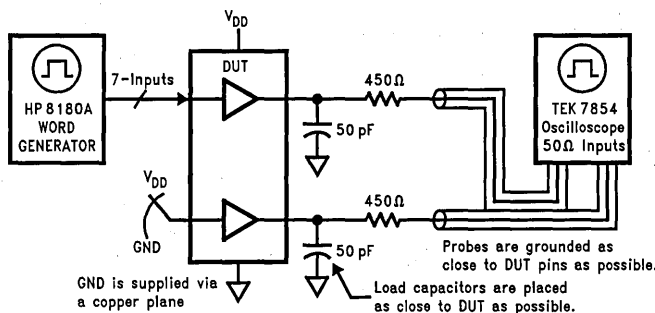 V_DD
DUT
7-Inputs
HP 8180A
WORD
GENERATOR
450Ω
50 pF
TEK 7854
Oscilloscope
50Ω Inputs
V_DD
GND
450Ω
50 pF
GND is supplied via
a copper plane
Probes are grounded as
close to DUT pins as possible.
Load capacitors are placed
as close to DUT as possible.